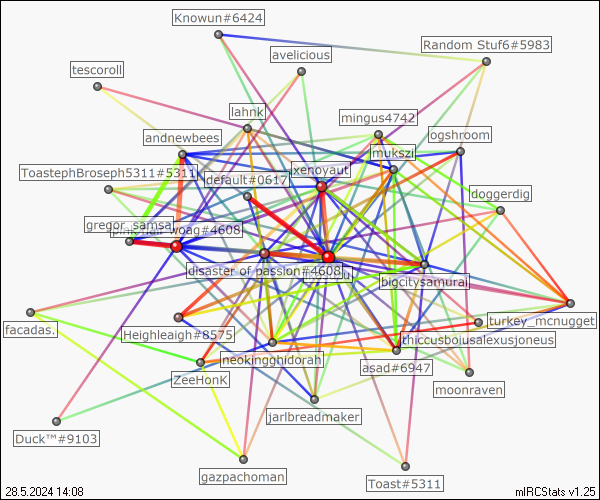 Knowun#6424
Random Stuf6#5983
avelicious
tescoroll
lahnk
mingus4742
andnewbees
ogshroom
mukszi
xenoyaut
ToastephBroseph5311#5311
default#0617
doggerdig
gregor_samsa
woag#4608
disaster of passion#4608
bigcitysamurai
turkey_mcnugget
facadas.
Heighleaigh#8575
thiccusboiusalexusjoneus
neokingghidorah
asad#6947
ZeeHonK
moonraven
jarlbreadmaker
Duck™#9103
gazpachoman
Toast#5311
28.5.2024 14:08
mIRCStats v1.25